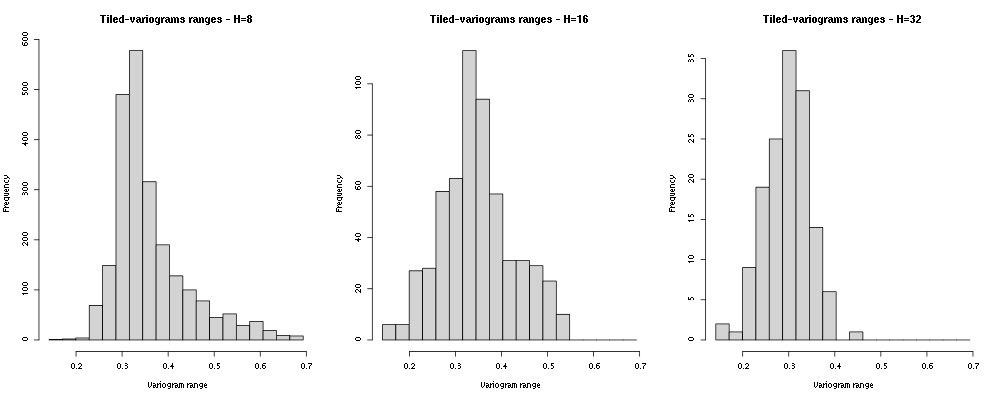 Tiled-variograms ranges - H=8
Frequency
600
500
400
300
200
100
0
0.2 0.3 0.4 0.5 0.6 0.7
Variogram range
Tiled-variograms ranges - H=16
Frequency
100
80
60
40
20
0
0.2 0.3 0.4 0.5 0.6 0.7
Variogram range
Tiled-variograms ranges - H=32
Frequency
35
30
25
20
15
10
5
0
0.2 0.3 0.4 0.5 0.6 0.7
Variogram range